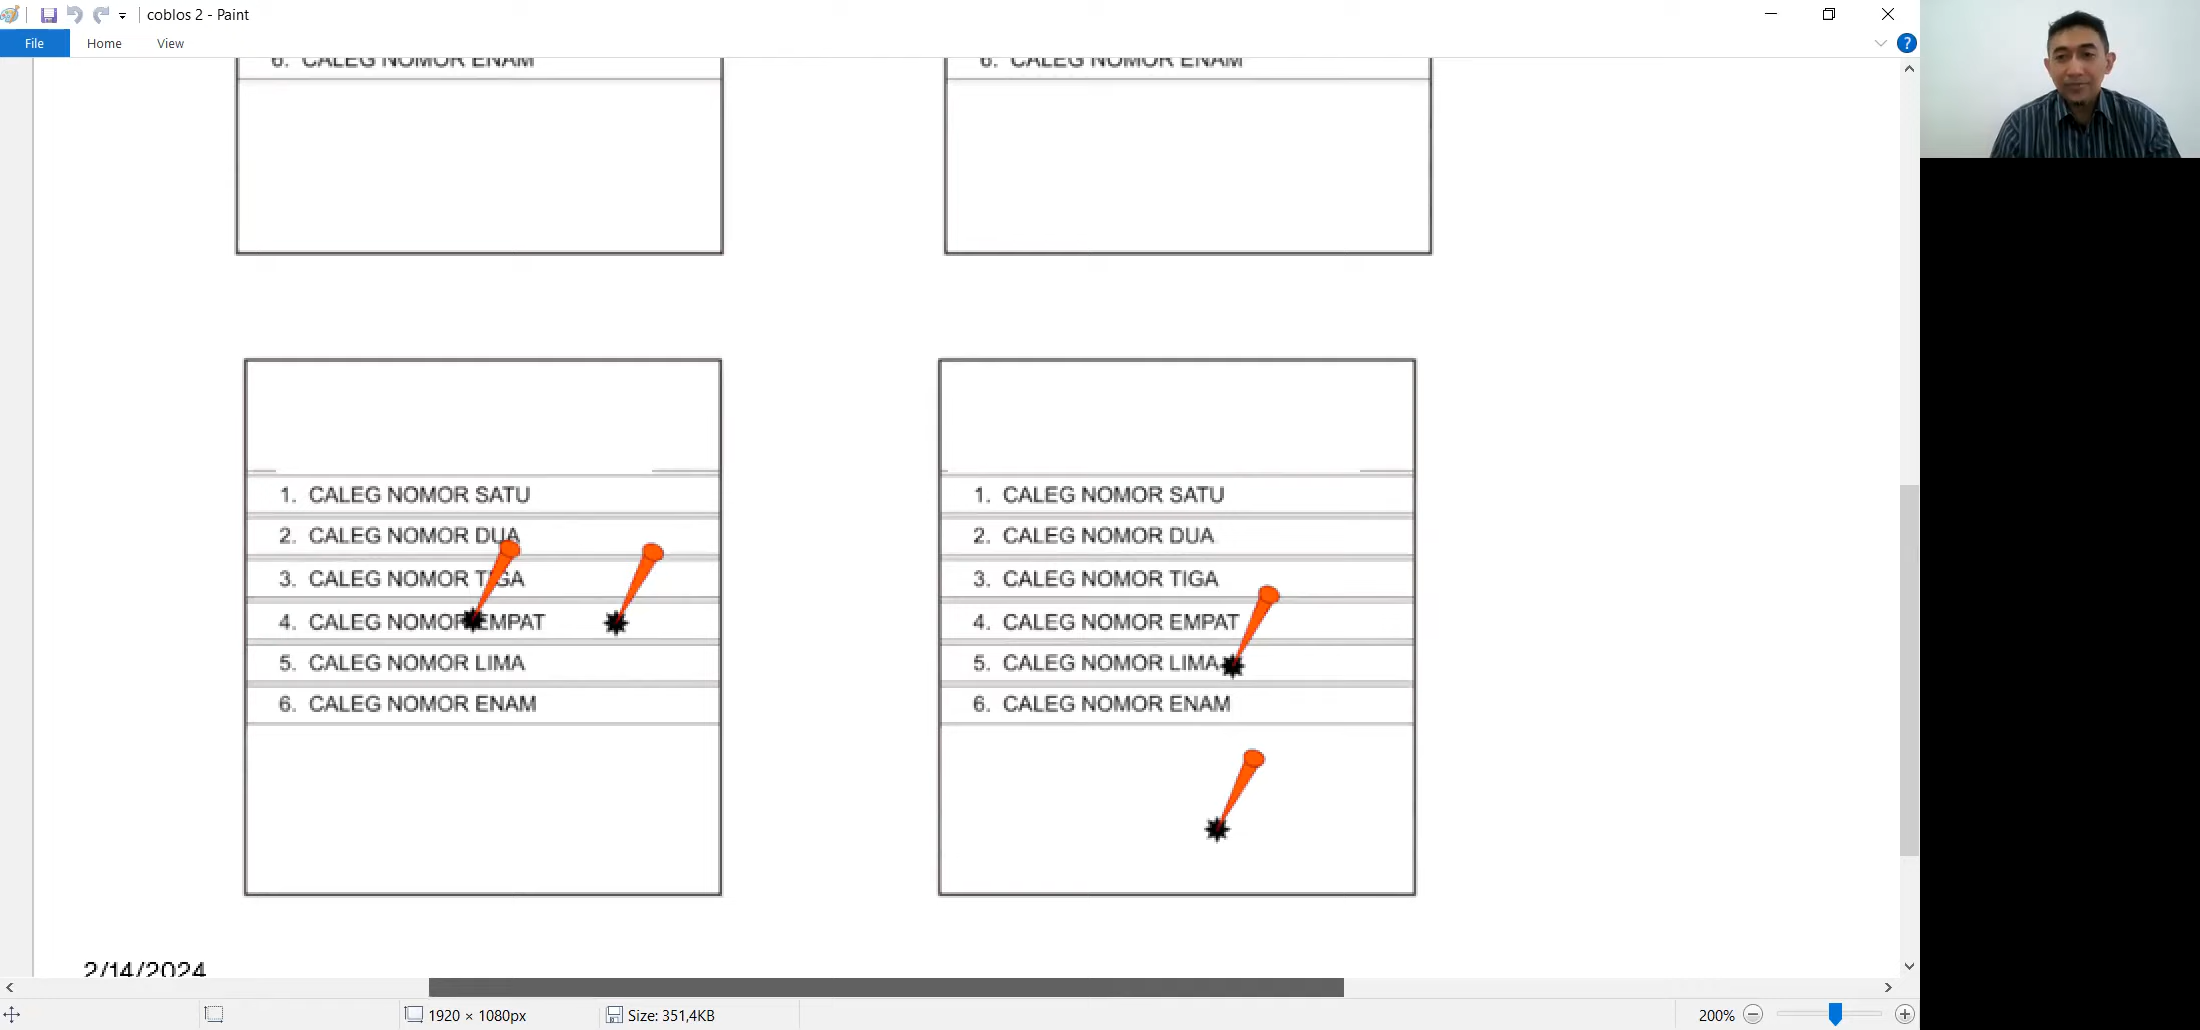 coblos 2 - Paint
File Home View
6. CALEG NOMOR ENAM
6. CALEG NOMOR ENAM
1. CALEG NOMOR SATU
2. CALEG NOMOR DUA
3. CALEG NOMOR TIGA
4. CALEG NOMOR EMPAT
5. CALEG NOMOR LIMA
6. CALEG NOMOR ENAM
1. CALEG NOMOR SATU
2. CALEG NOMOR DUA
3. CALEG NOMOR TIGA
4. CALEG NOMOR EMPAT
5. CALEG NOMOR LIMA
6. CALEG NOMOR ENAM
2/14/2024
1920 × 1080px Size: 351,4KB 200%